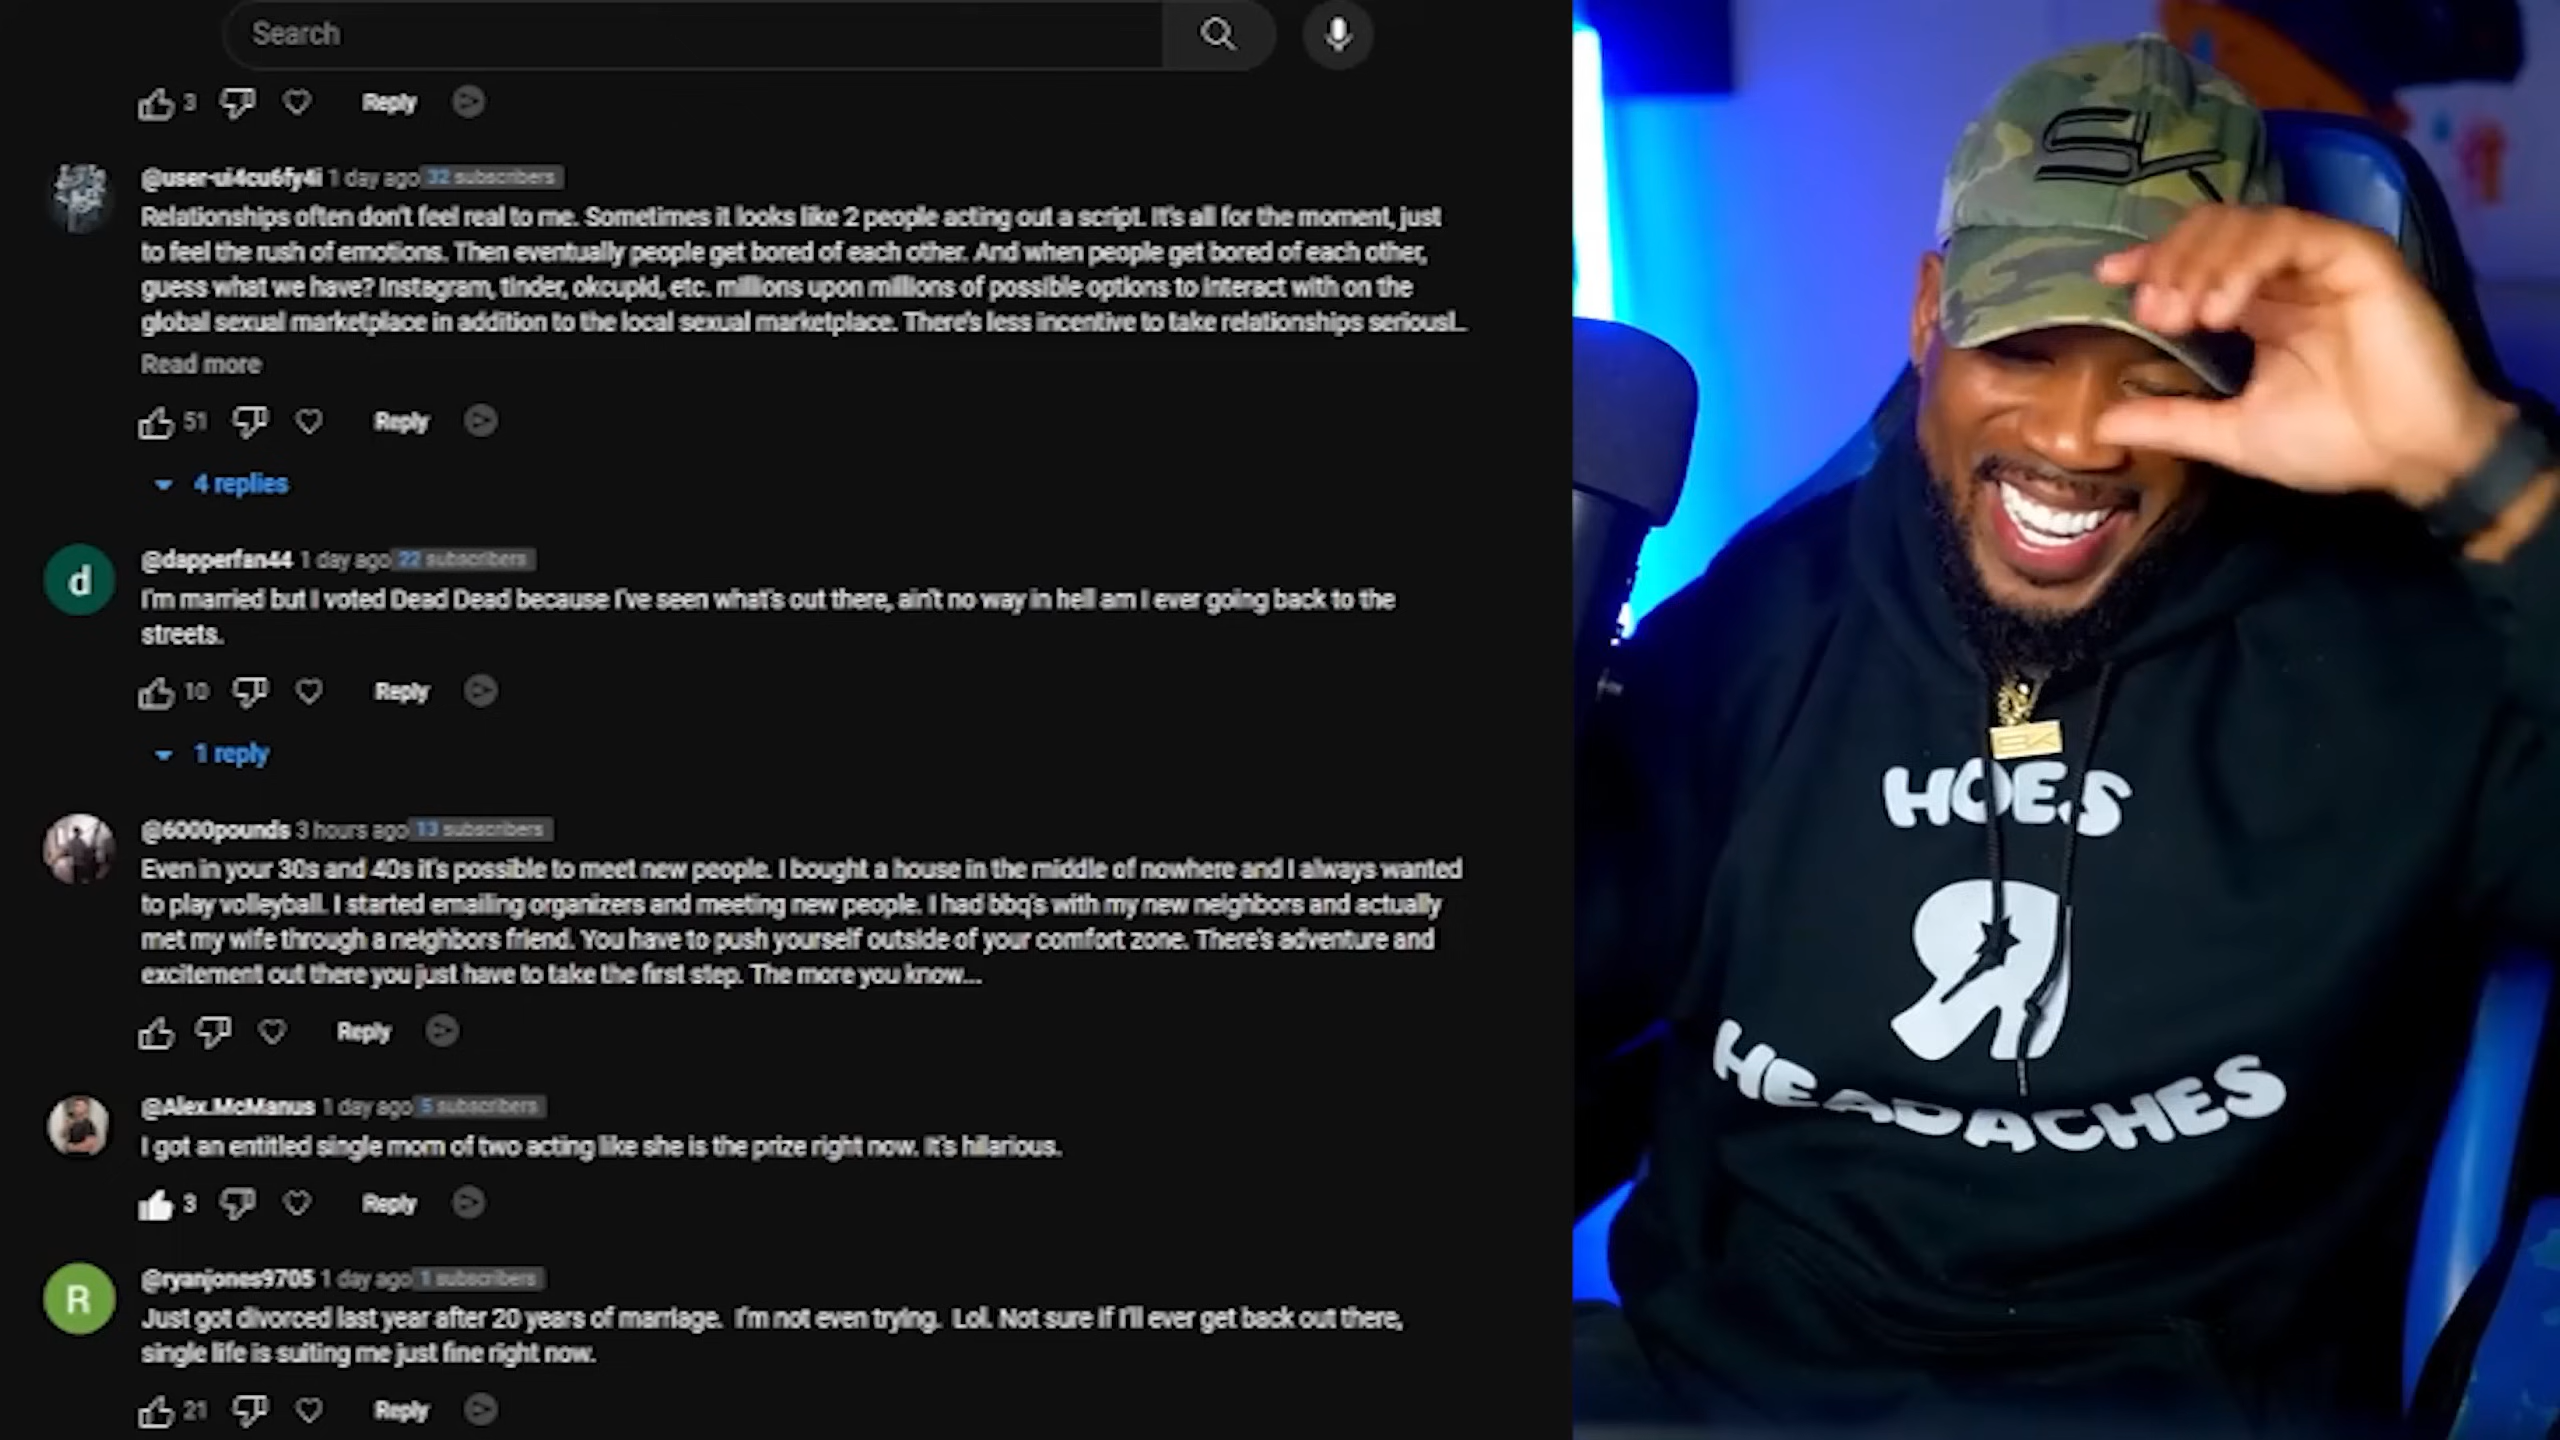 Search
3 Reply
@user-ui4cu6fy4i 1 day ago 32 subscribers
Relationships often don't feel real to me. Sometimes it looks like 2 people acting out a script. It's all for the moment, just
to feel the rush of emotions. Then eventually people get bored of each other. And when people get bored of each other,
guess what we have? Instagram, tinder, okcupid, etc. millions upon millions of possible options to interact with on the
global sexual marketplace in addition to the local sexual marketplace. There's less incentive to take relationships seriousl...
Read more
51 Reply
4 replies
d
@dapperfan44 1 day ago 22 subscribers
I'm married but I voted Dead Dead because I've seen what's out there, ain't no way in hell am I ever going back to the
streets.
10 Reply
1 reply
@6000pounds 3 hours ago 13 subscribers
Even in your 30s and 40s it's possible to meet new people. I bought a house in the middle of nowhere and I always wanted
to play volleyball. I started emailing organizers and meeting new people. I had bbq's with my new neighbors and actually
met my wife through a neighbors friend. You have to push yourself outside of your comfort zone. There's adventure and
excitement out there you just have to take the first step. The more you know...
Reply
@Alex.McManus 1 day ago 5 subscribers
I got an entitled single mom of two acting like she is the prize right now. It's hilarious.
3 Reply
R
@ryanjones9705 1 day ago 1 subscribers
Just got divorced last year after 20 years of marriage. I'm not even trying. Lol. Not sure if I'll ever get back out there,
single life is suiting me just fine right now.
21 Reply
SK
SK
HOES
R
HEADACHES